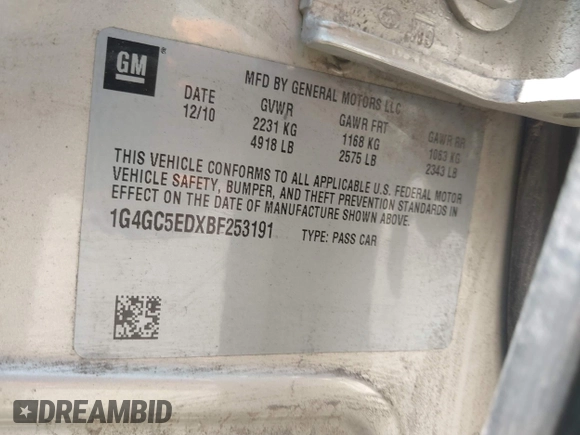 GM
MFD BY GENERAL MOTORS LLC
DATE GVWR GAWR FRT GAWR RR
12/10 2231 KG 1168 KG 1063 KG
4918 LB 2575 LB 2343 LB
THIS VEHICLE CONFORMS TO ALL APPLICABLE U.S. FEDERAL MOTOR
VEHICLE SAFETY, BUMPER, AND THEFT PREVENTION STANDARDS IN
EFFECT ON THE DATE OF MANUFACTURE SHOWN ABOVE.
1G4GC5EDXBF253191 TYPE: PASS CAR
DREAMBID